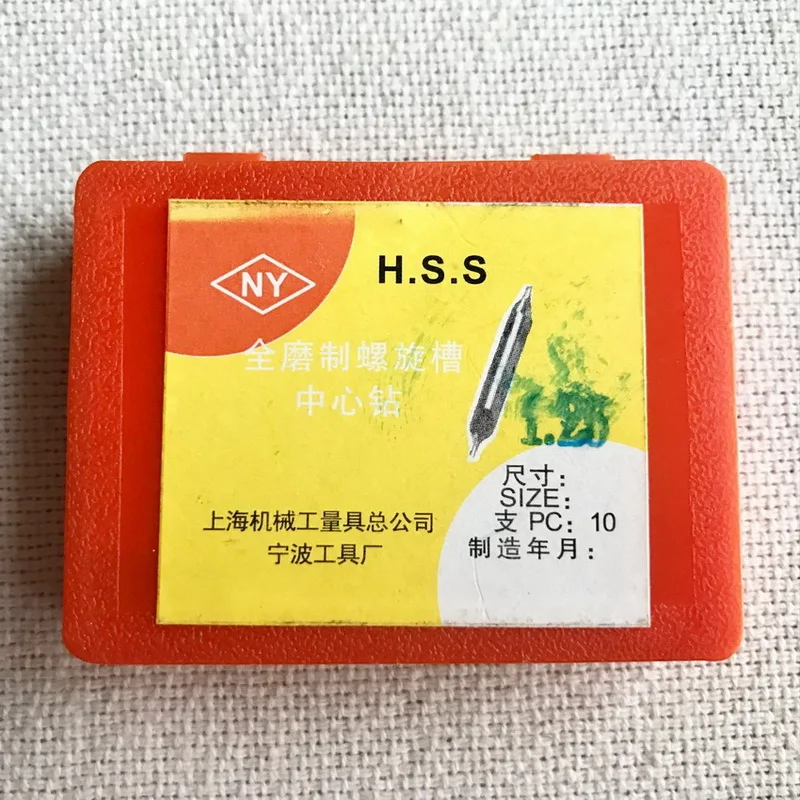 NY
H.S.S
全磨制螺旋槽
中心钻
1.25
尺寸：
SIZE：
支 PC：10
制造年月：
上海机械工量具总公司
宁波工具厂